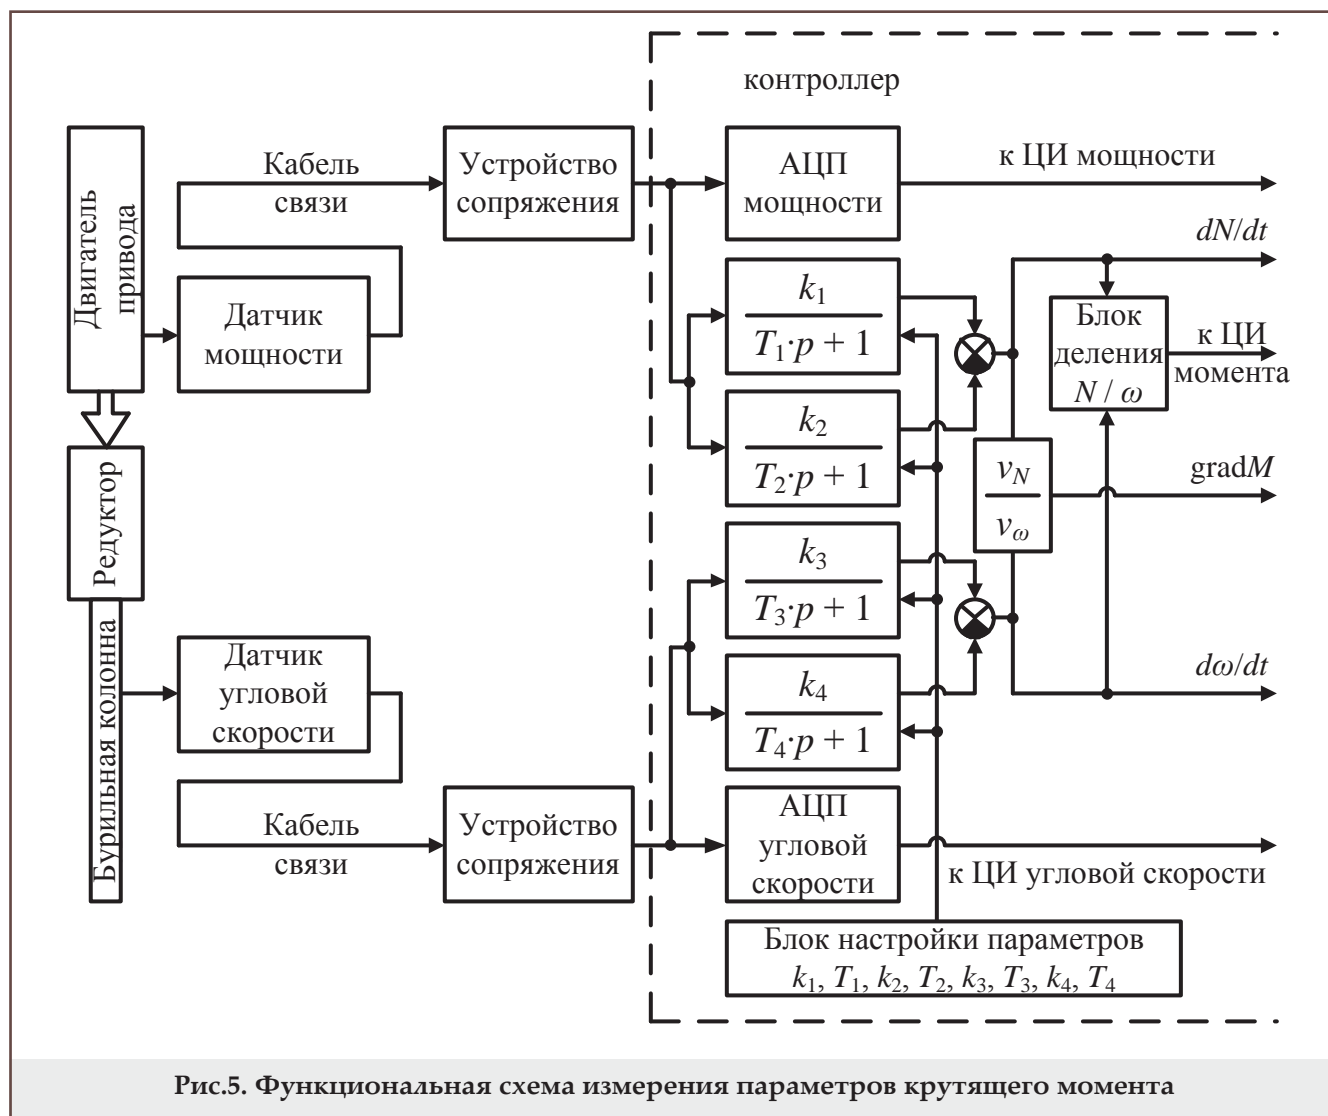 контроллер
Двигатель
привода
Кабель
связи
Устройство
сопряжения
АЦП
мощности
к ЦИ мощности
dN/dt
Датчик
мощности
k₁
T₁·p + 1
Блок
деления
N / ω
к ЦИ
момента
k₂
T₂·p + 1
v_N
v_ω
gradM
Редуктор
k₃
T₃·p + 1
Бурильная колонна
Датчик
угловой
скорости
k₄
T₄·p + 1
dω/dt
Кабель
связи
Устройство
сопряжения
АЦП
угловой
скорости
к ЦИ угловой скорости
Блок настройки параметров
k₁, T₁, k₂, T₂, k₃, T₃, k₄, T₄
Рис.5. Функциональная схема измерения параметров крутящего момента